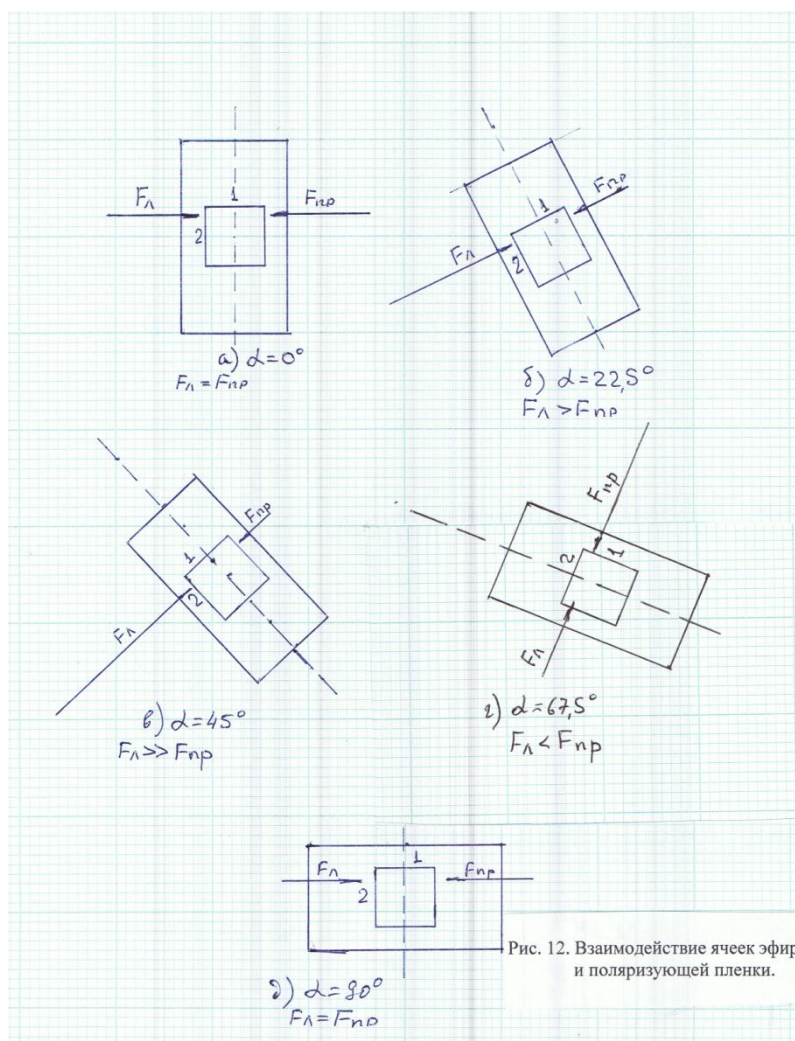 1
Fл
Fпр
2
а) α=0°
Fл = Fпр
1
Fпр
Fл
2
б) α=22,5°
Fл > Fпр
1
Fпр
2
Fл
в) α=45°
Fл >> Fпр
Fпр
2
1
Fл
г) α=67,5°
Fл < Fпр
1
Fл
Fпр
2
д) α=90°
Fл = Fпр
Рис. 12. Взаимодействие ячеек эфир
и поляризующей пленки.